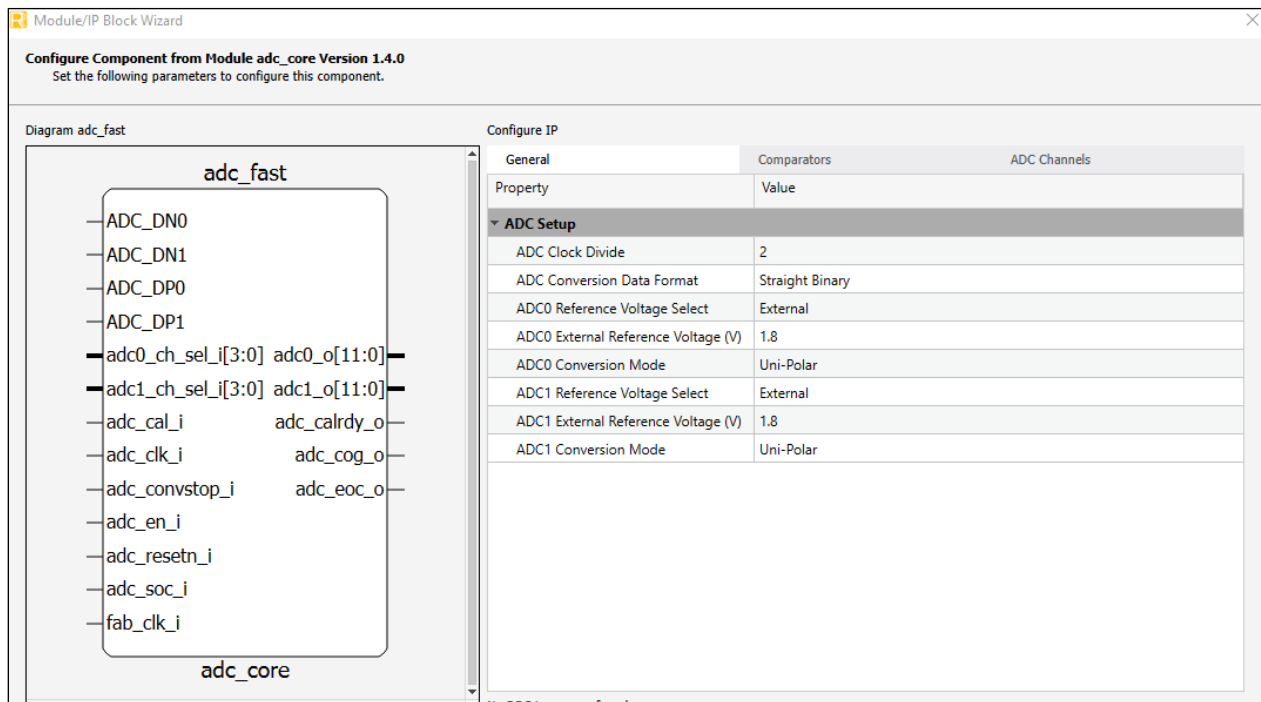 Module/IP Block Wizard
Configure Component from Module adc_core Version 1.4.0
Set the following parameters to configure this component.
Diagram adc_fast
adc_fast
ADC_DN0
ADC_DN1
ADC_DP0
ADC_DP1
adc0_ch_sel_i[3:0] adc0_o[11:0]
adc1_ch_sel_i[3:0] adc1_o[11:0]
adc_cal_i adc_calrdy_o
adc_clk_i adc_cog_o
adc_convstop_i adc_eoc_o
adc_en_i
adc_resetn_i
adc_soc_i
fab_clk_i
adc_core
Configure IP
General Comparators ADC Channels
Property Value
ADC Setup
ADC Clock Divide 2
ADC Conversion Data Format Straight Binary
ADC0 Reference Voltage Select External
ADC0 External Reference Voltage (V) 1.8
ADC0 Conversion Mode Uni-Polar
ADC1 Reference Voltage Select External
ADC1 External Reference Voltage (V) 1.8
ADC1 Conversion Mode Uni-Polar